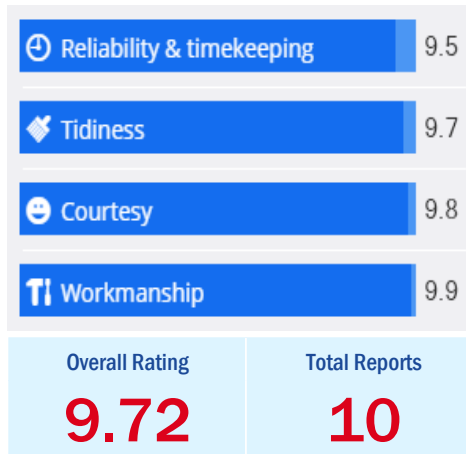 Reliability & timekeeping 9.5
Tidiness 9.7
Courtesy 9.8
Workmanship 9.9
Overall Rating Total Reports
9.72 10